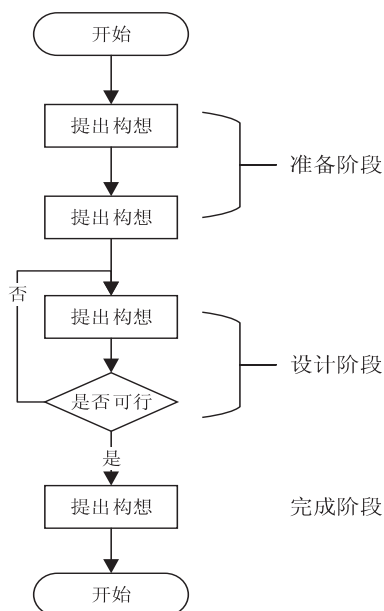 开始
提出构想
准备阶段
提出构想
否
提出构想
设计阶段
是否可行
是
提出构想
完成阶段
开始